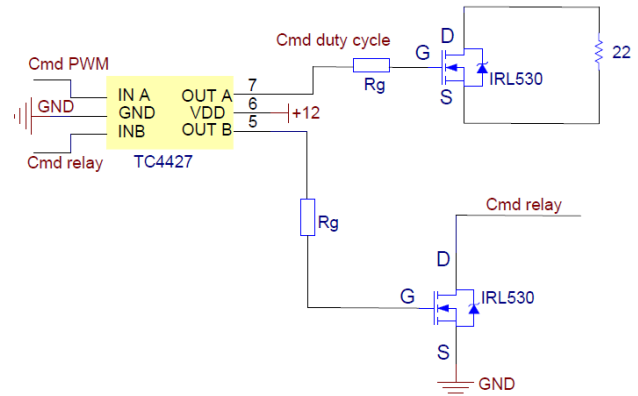 Cmd PWM
GND
Cmd relay
IN A
GND
INB
OUT A
VDD
OUT B
TC4427
7
6
5
+12
Cmd duty cycle
Rg
G
D
S
IRL530
22
Rg
Cmd relay
D
G
IRL530
S
GND